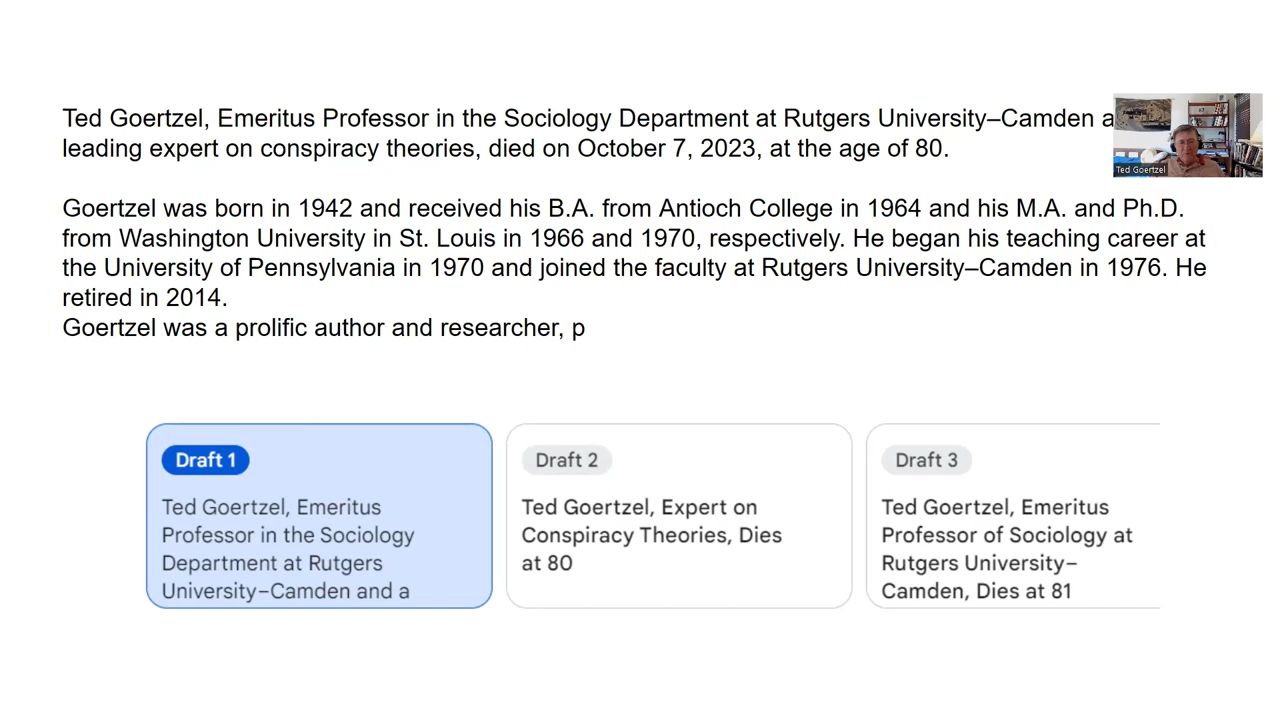 Ted Goertzel, Emeritus Professor in the Sociology Department at Rutgers University–Camden a
leading expert on conspiracy theories, died on October 7, 2023, at the age of 80.
Ted Goertzel
Goertzel was born in 1942 and received his B.A. from Antioch College in 1964 and his M.A. and Ph.D.
from Washington University in St. Louis in 1966 and 1970, respectively. He began his teaching career at
the University of Pennsylvania in 1970 and joined the faculty at Rutgers University–Camden in 1976. He
retired in 2014.
Goertzel was a prolific author and researcher, p
Draft 1
Ted Goertzel, Emeritus
Professor in the Sociology
Department at Rutgers
University–Camden and a
Draft 2
Ted Goertzel, Expert on
Conspiracy Theories, Dies
at 80
Draft 3
Ted Goertzel, Emeritus
Professor of Sociology at
Rutgers University–
Camden, Dies at 81